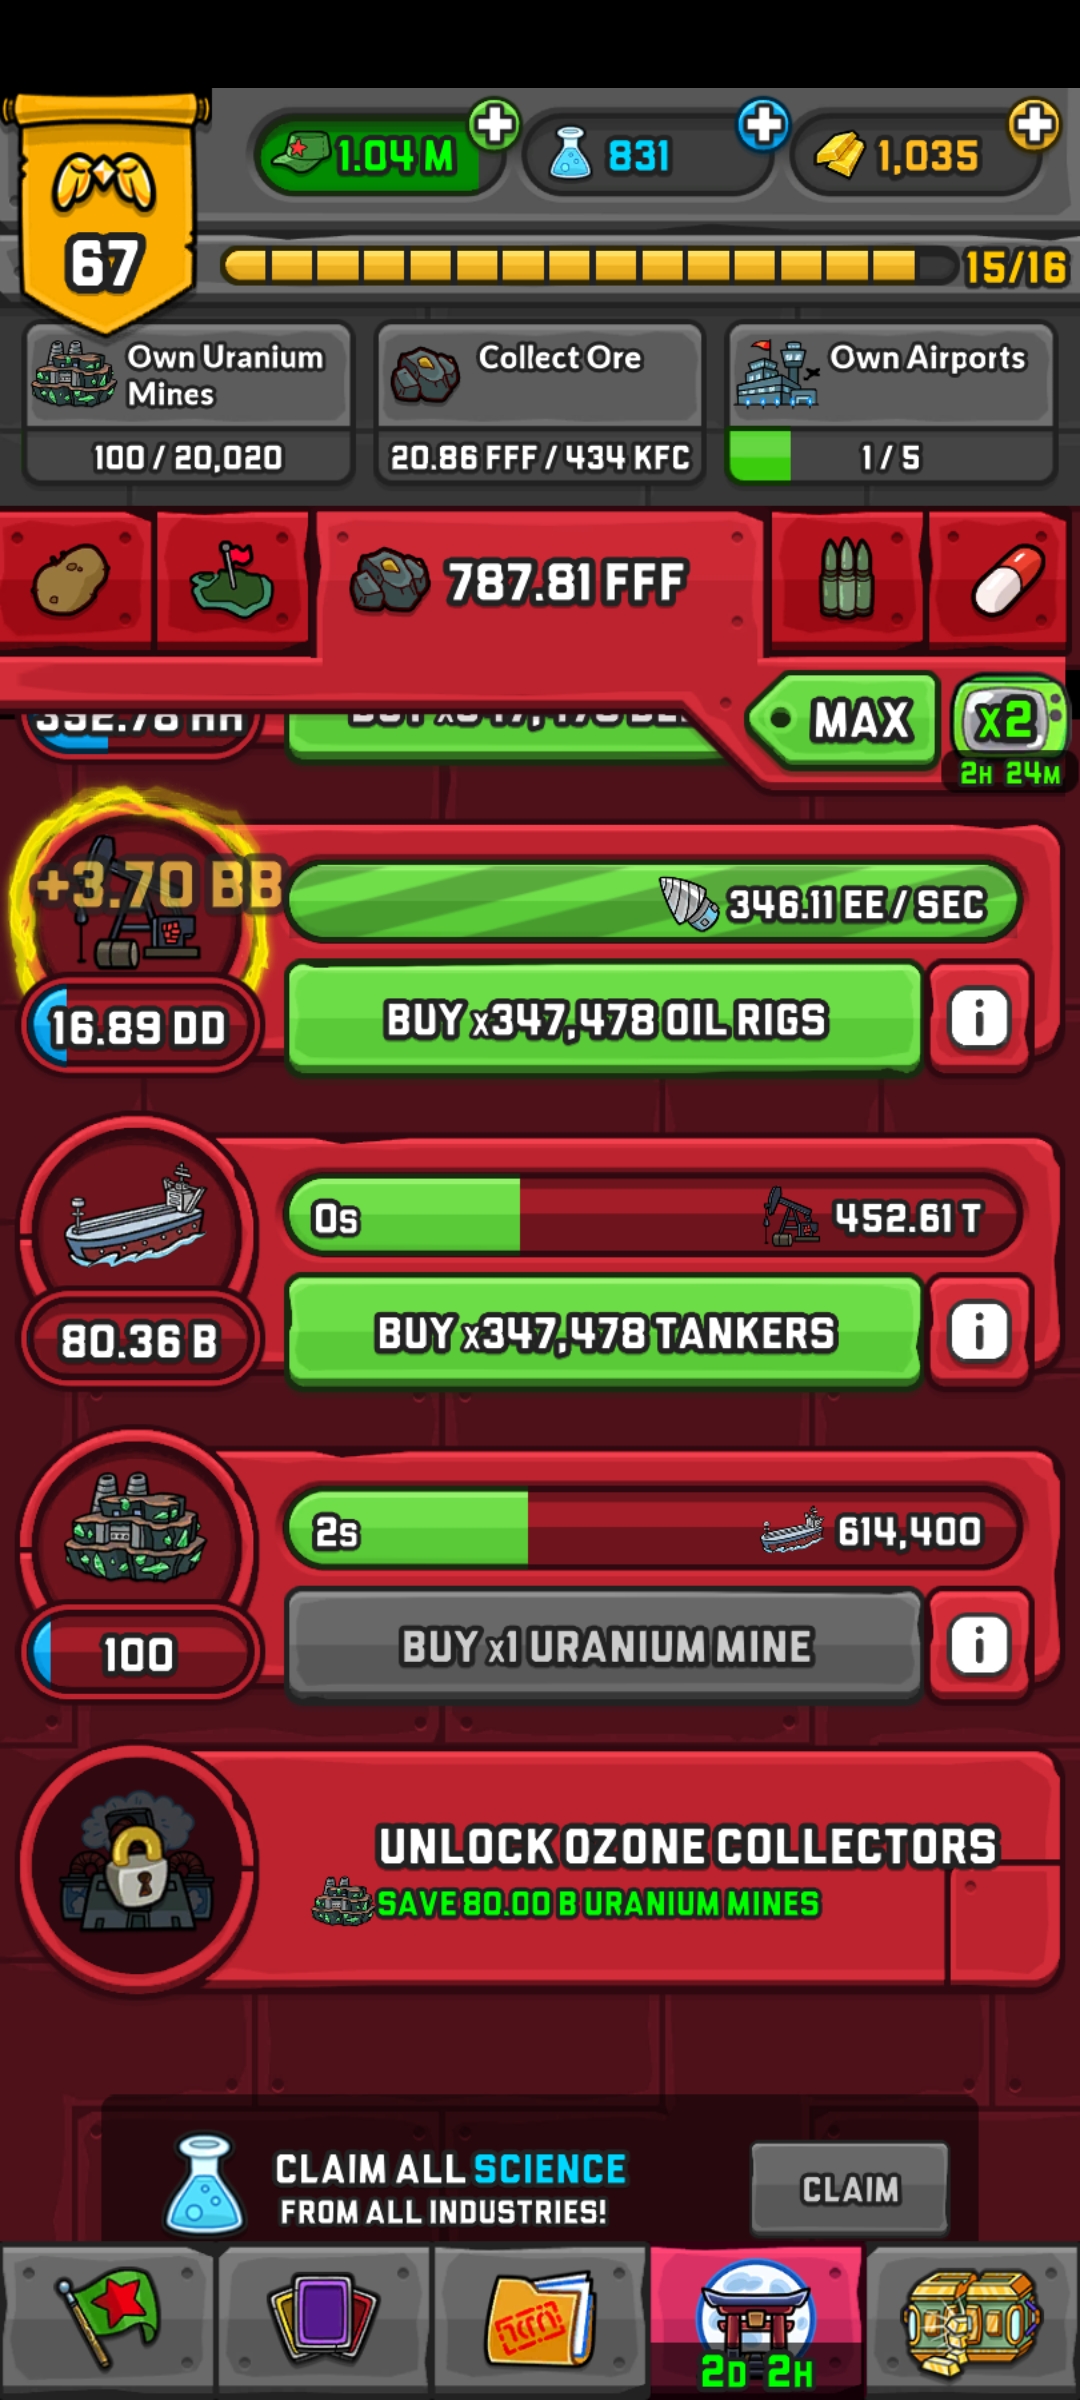 1.04 M
831
1,035
67
15/16
Own Uranium
Mines
Collect Ore
Own Airports
100 / 20,020
20.86 FFF / 434 KFC
1 / 5
787.81 FFF
MAX
x2
2H 24M
+3.70 BB
346.11 EE / SEC
16.89 DD
BUY x347,478 OIL RIGS
i
0s
452.61 T
80.36 B
BUY x347,478 TANKERS
i
2s
614,400
100
BUY x1 URANIUM MINE
i
UNLOCK OZONE COLLECTORS
SAVE 80.00 B URANIUM MINES
CLAIM ALL SCIENCE
FROM ALL INDUSTRIES!
CLAIM
2D 2H